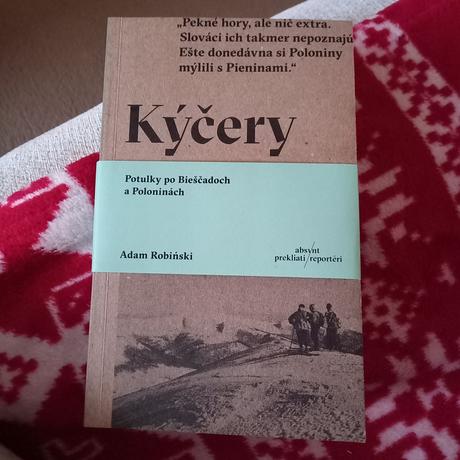 „Pekné hory, ale nič extra.
Slováci ich takmer nepoznajú
Ešte donedávna si Poloniny
mýlili s Pieninami.“
Kýčery
Potulky po Bieščadoch
a Poloninách
Adam Robiński
absynt
prekliati/reportéri